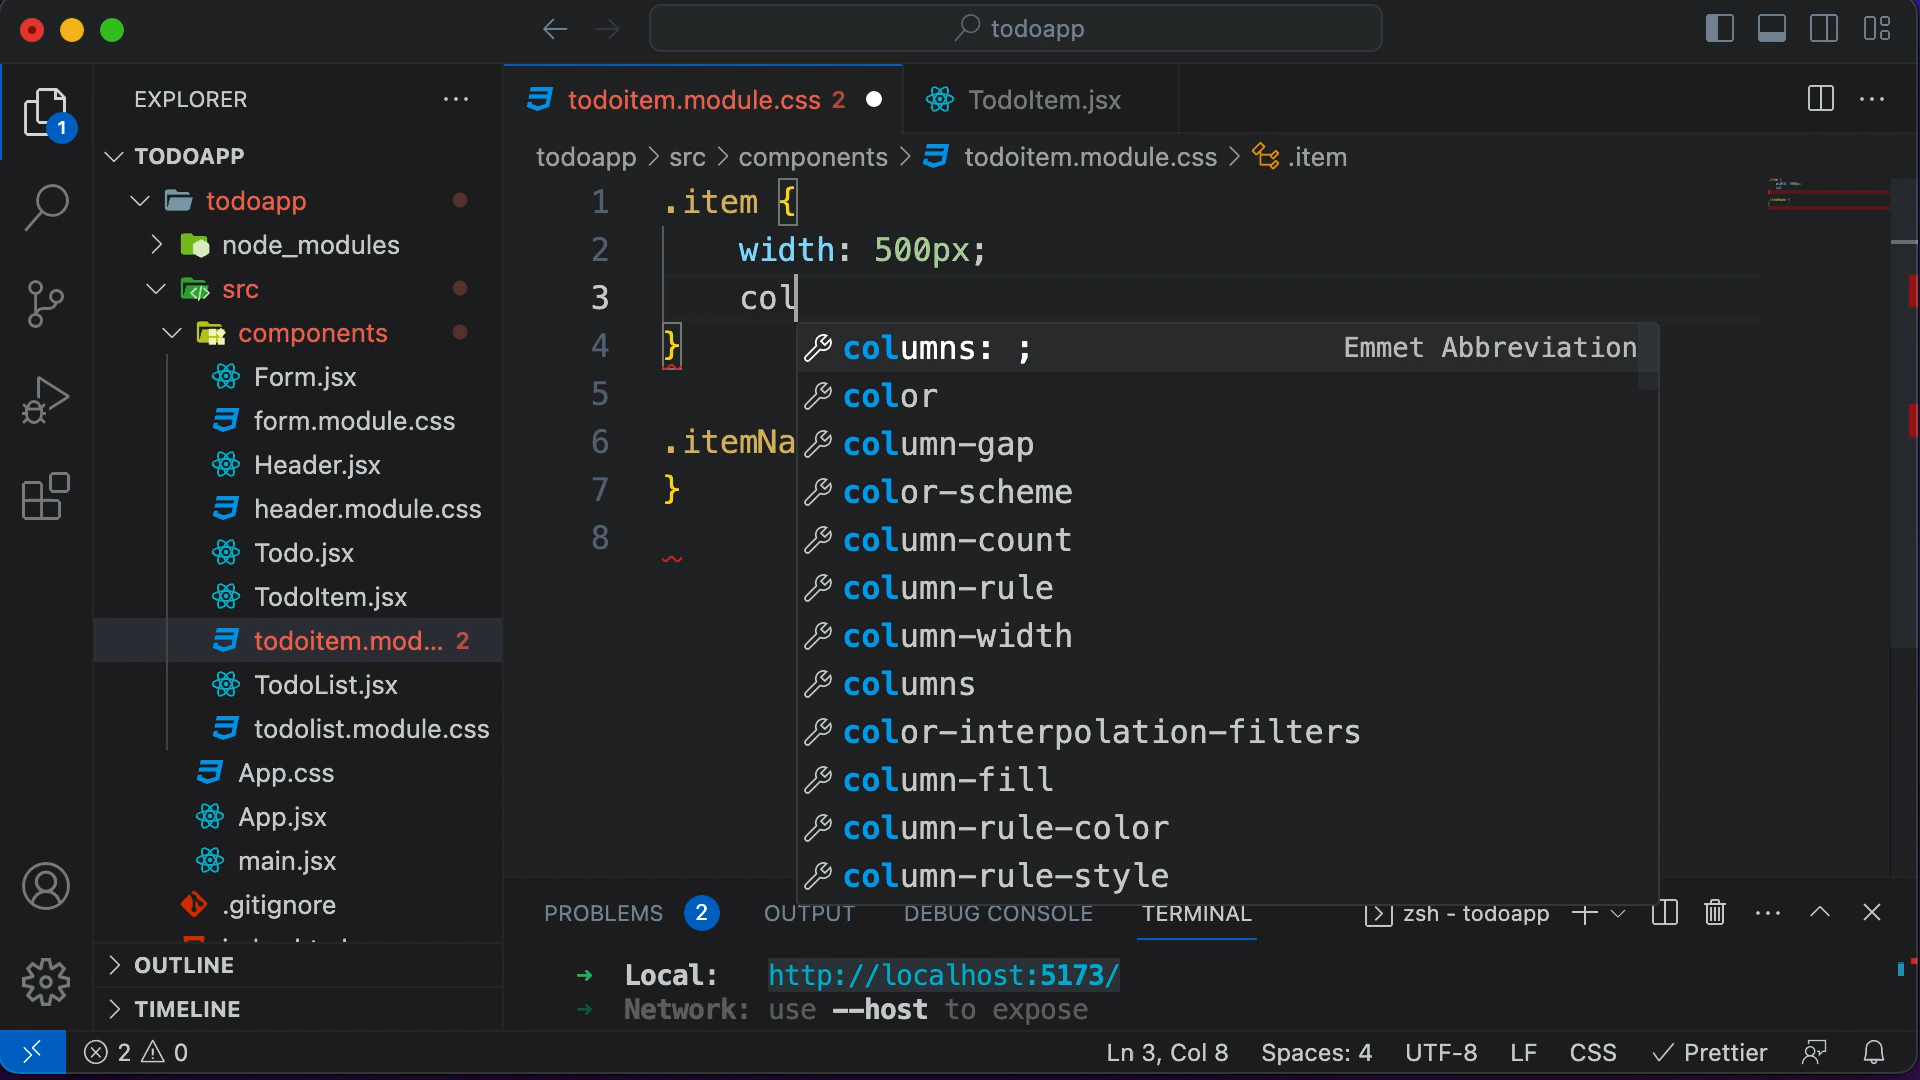 todoapp
EXPLORER
TODOAPP
todoapp
node_modules
src
components
Form.jsx
form.module.css
Header.jsx
header.module.css
Todo.jsx
TodoItem.jsx
todoitem.mod... 2
TodoList.jsx
todolist.module.css
App.css
App.jsx
main.jsx
.gitignore
OUTLINE
TIMELINE
1
todoitem.module.css 2
TodoItem.jsx
todoapp > src > components > todoitem.module.css > .item
1 .item {
2 width: 500px;
3 col
4 }
5
6 .itemNa
7 }
8
columns: ; Emmet Abbreviation
color
column-gap
color-scheme
column-count
column-rule
column-width
columns
color-interpolation-filters
column-fill
column-rule-color
column-rule-style
PROBLEMS 2 OUTPUT DEBUG CONSOLE TERMINAL zsh - todoapp
➜ Local: http://localhost:5173/
➜ Network: use --host to expose
2 0 Ln 3, Col 8 Spaces: 4 UTF-8 LF CSS Prettier